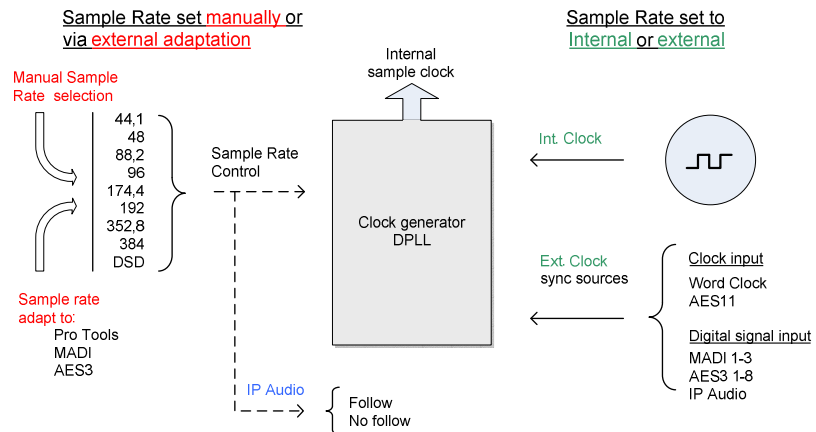 Sample Rate set manually or
via external adaptation
Manual Sample
Rate selection
44,1
48
88,2
96
174,4
192
352,8
384
DSD
Sample rate
adapt to:
Pro Tools
MADI
AES3
Sample Rate
Control
IP Audio
Follow
No follow
Internal
sample clock
Clock generator
DPLL
Sample Rate set to
Internal or external
Int. Clock
Ext. Clock
sync sources
Clock input
Word Clock
AES11
Digital signal input
MADI 1-3
AES3 1-8
IP Audio